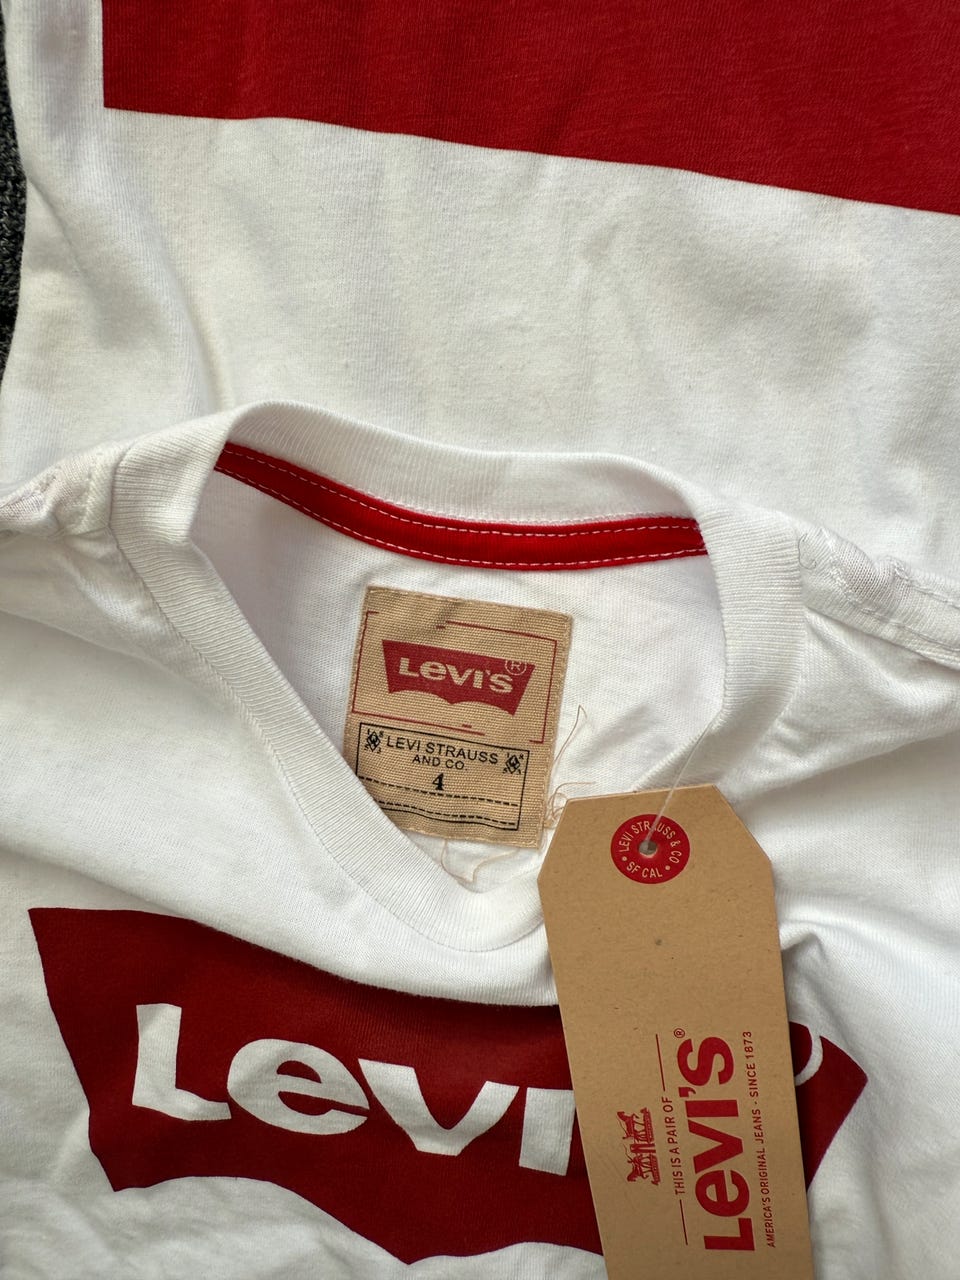 Levi's®
LEVI STRAUSS
AND CO.
4
LEVI STRAUSS & CO
• SF CAL •
Levi
THIS IS A PAIR OF
Levi's®
AMERICA'S ORIGINAL JEANS - SINCE 1873